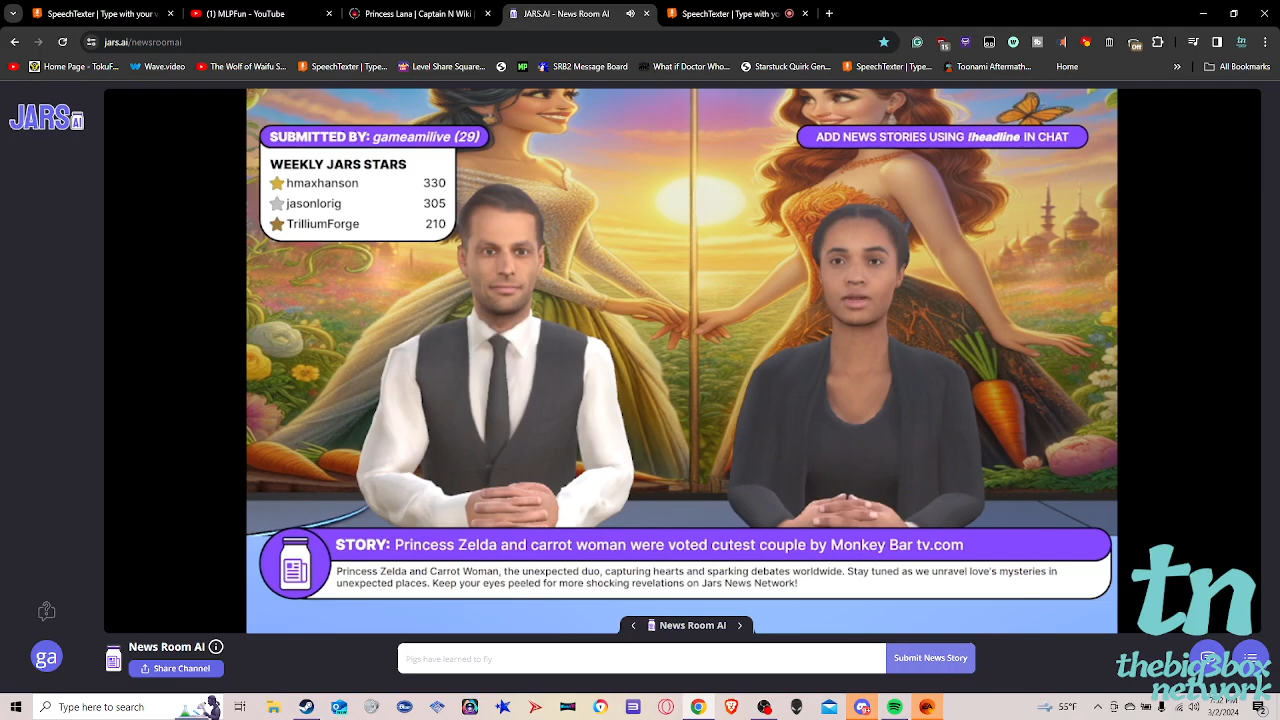 SpeechTexter | Type with your v
(1) MLPFun - YouTube
Princess Lana | Captain N Wiki
JARS.AI - News Room AI
SpeechTexter | Type with yo
jars.ai/newsroomai
Home Page - TikuFu...
Wave.video
The Wolf of Waifu S...
SpeechTexter | Type...
Level Share Square...
HP
SRB2 Message Board
What if Doctor Who...
Starstuck Quick Gen...
SpeechTexter | Type...
Toonami Aftermath...
Home
All Bookmarks
JARS AI
SUBMITTED BY: gameamilive (29)
ADD NEWS STORIES USING !headline IN CHAT
WEEKLY JARS STARS
hmaxhanson 330
jasonlorig 305
TrilliumForge 210
STORY: Princess Zelda and carrot woman were voted cutest couple by Monkey Bar tv.com
Princess Zelda and Carrot Woman, the unexpected duo, capturing hearts and sparking debates worldwide. Stay tuned as we unravel love's mysteries in
unexpected places. Keep your eyes peeled for more shocking revelations on Jars News Network!
News Room AI
tn
ga
News Room AI
Share Channel
Pigs have learned to fly
Submit News Story
thebig3box
network
Type here to search
55°F
3/2/2024